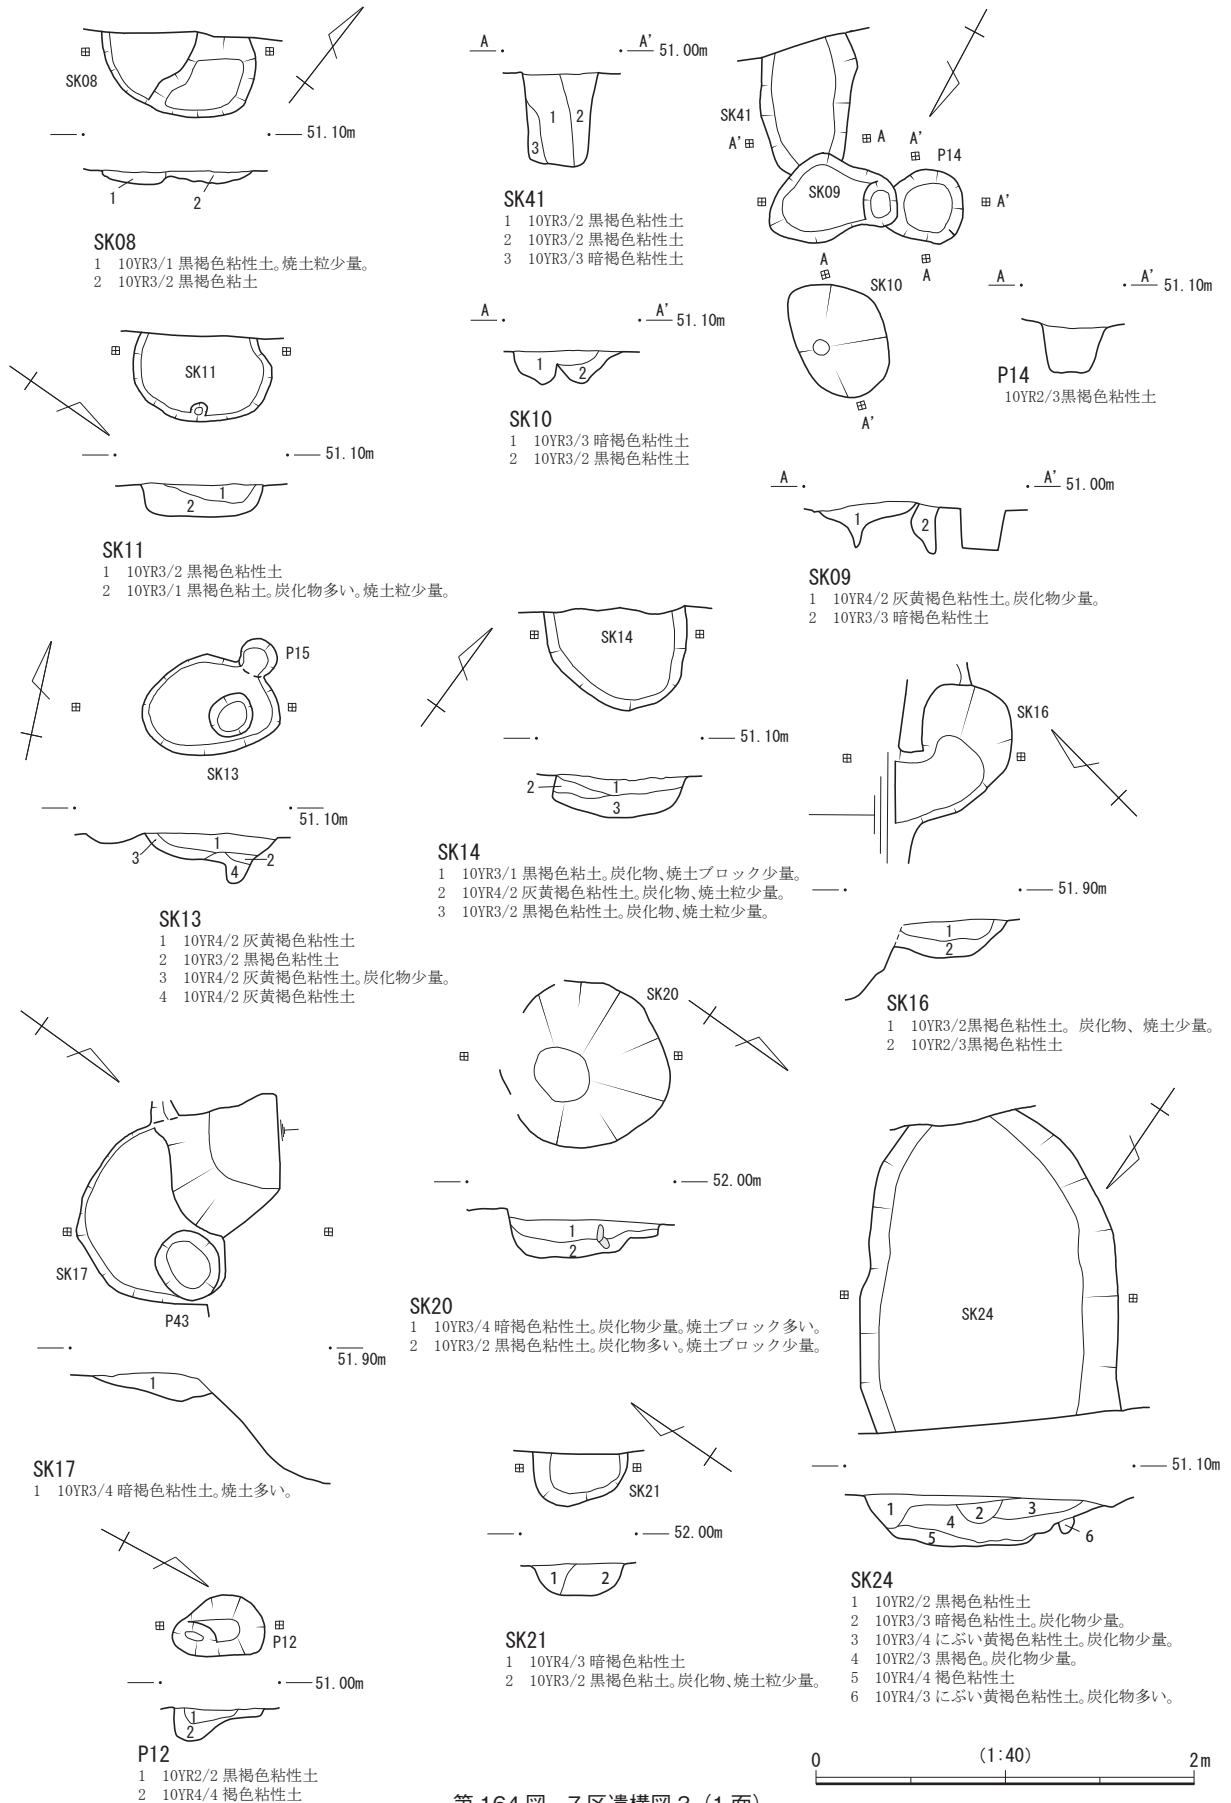 SK08
51.10m
1
2
SK08
1 10YR3/1 黒褐色粘性土。焼土粒少量。
2 10YR3/2 黒褐色粘土
A
A’ 51.00m
1
2
3
SK41
1 10YR3/2 黒褐色粘性土
2 10YR3/2 黒褐色粘性土
3 10YR3/3 暗褐色粘性土
SK41
A’
A
A’
P14
SK09
A’
A
A
SK10
A’
A
A’ 51.10m
P14
10YR2/3黒褐色粘性土
A
A’ 51.10m
1
2
SK10
1 10YR3/3 暗褐色粘性土
2 10YR3/2 黒褐色粘性土
SK11
51.10m
1
2
SK11
1 10YR3/2 黒褐色粘性土
2 10YR3/1 黒褐色粘土。炭化物多い。焼土粒少量。
A
A’ 51.00m
1
2
SK09
1 10YR4/2 灰黄褐色粘性土。炭化物少量。
2 10YR3/3 暗褐色粘性土
P15
SK13
51.10m
1
2
3
4
SK13
1 10YR4/2 灰黄褐色粘性土
2 10YR3/2 黒褐色粘性土
3 10YR4/2 灰黄褐色粘性土。炭化物少量。
4 10YR4/2 灰黄褐色粘性土
SK14
51.10m
1
2
3
SK14
1 10YR3/1 黒褐色粘土。炭化物、焼土ブロック少量。
2 10YR4/2 灰黄褐色粘性土。炭化物、焼土粒少量。
3 10YR3/2 黒褐色粘性土。炭化物、焼土粒少量。
SK16
51.90m
1
2
SK16
1 10YR3/2黒褐色粘性土。炭化物、焼土少量。
2 10YR2/3黒褐色粘性土
SK17
P43
51.90m
1
SK17
1 10YR3/4 暗褐色粘性土。焼土多い。
SK20
52.00m
1
2
SK20
1 10YR3/4 暗褐色粘性土。炭化物少量。焼土ブロック多い。
2 10YR3/2 黒褐色粘性土。炭化物多い。焼土ブロック少量。
SK24
51.10m
1
2
3
4
5
6
SK24
1 10YR2/2 黒褐色粘性土
2 10YR3/3 暗褐色粘性土。炭化物少量。
3 10YR3/4 にぶい黄褐色粘性土。炭化物少量。
4 10YR2/3 黒褐色。炭化物少量。
5 10YR4/4 褐色粘性土
6 10YR4/3 にぶい黄褐色粘性土。炭化物多い。
SK21
52.00m
1
2
SK21
1 10YR4/3 暗褐色粘性土
2 10YR3/2 黒褐色粘土。炭化物、焼土粒少量。
P12
51.00m
1
2
P12
1 10YR2/2 黒褐色粘性土
2 10YR4/4 褐色粘性土
0
(1:40)
2m
第164図 7区遺構図2（1面）